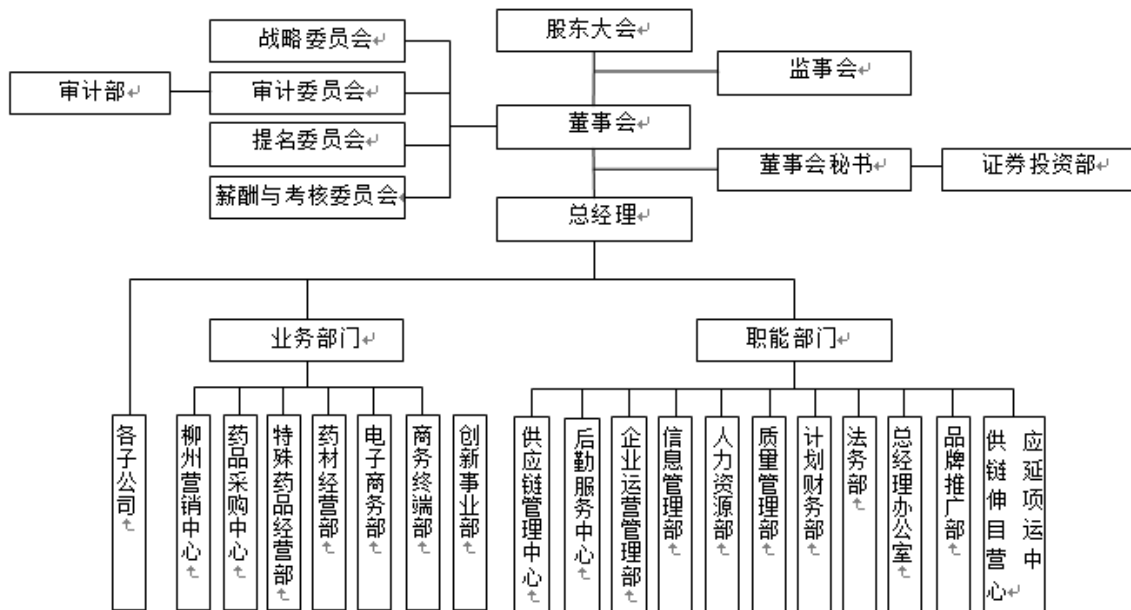 战略委员会
股东大会
监事会
审计部
审计委员会
董事会
提名委员会
董事会秘书
证券投资部
薪酬与考核委员会
总经理
业务部门
职能部门
各子公司
柳州营销中心
药品采购中心
特殊药品经营部
药材经营部
电子商务部
商务终端部
创新事业部
供应链管理中心
后勤服务中心
企业运营管理部
信息管理部
人力资源部
质量管理部
计划财务部
法务部
总经理办公室
品牌推广部
供应链延伸项目运营中心